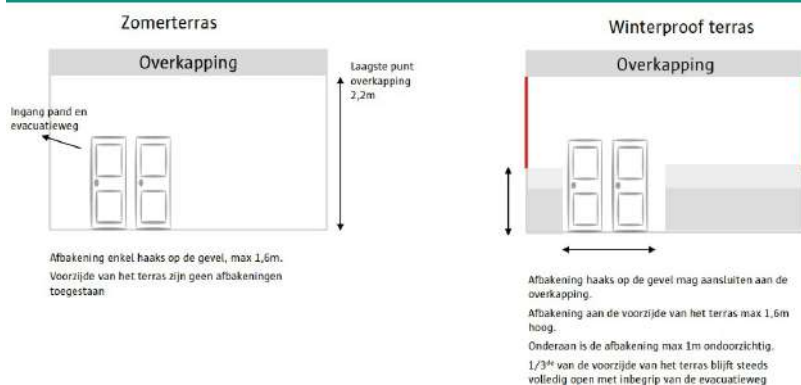 Zomerterras
Overkapping
Laagste punt
overkapping
2,2m
Ingang pand en
evacuatieweg
Afbakening enkel haaks op de gevel, max 1,6m.
Voorzijde van het terras zijn geen afbakeningen
toegestaan
Winterproof terras
Overkapping
Afbakening haaks op de gevel mag aansluiten aan de
overkapping.
Afbakening aan de voorzijde van het terras max 1,6m
hoog.
Onderaan is de afbakening max 1m ondoorzichtig.
1/3de van de voorzijde van het terras blijft steeds
volledig open met inbegrip van de evacuatieweg